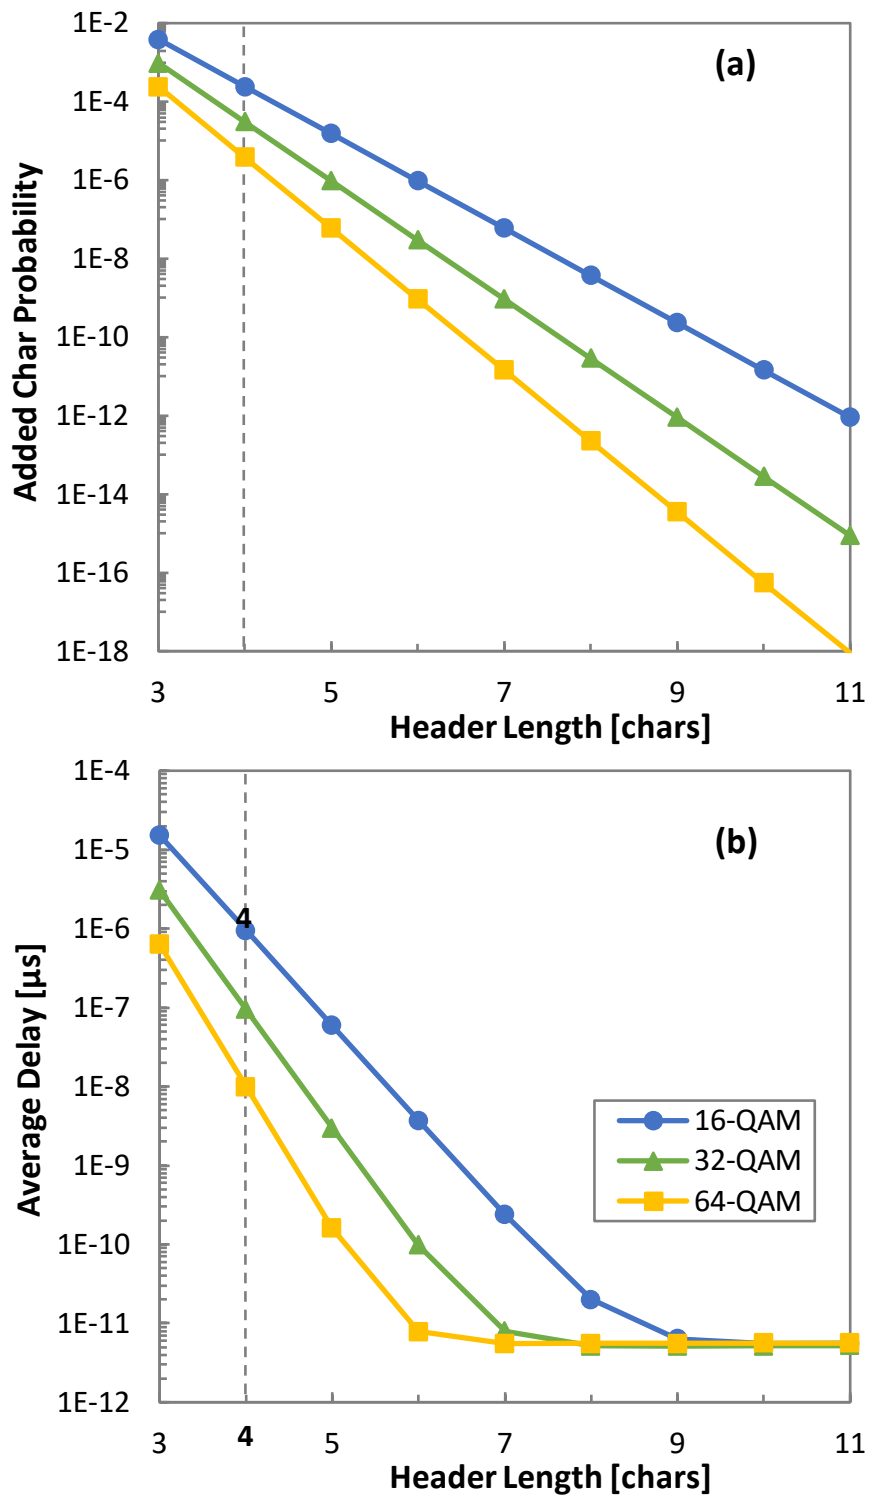 1E-2
1E-4
1E-6
1E-8
1E-10
1E-12
1E-14
1E-16
1E-18
Added Char Probability
(a)
3 5 7 9 11
Header Length [chars]
1E-4
1E-5
1E-6
1E-7
1E-8
1E-9
1E-10
1E-11
1E-12
Average Delay [µs]
(b)
4
16-QAM
32-QAM
64-QAM
3 4 5 7 9 11
Header Length [chars]